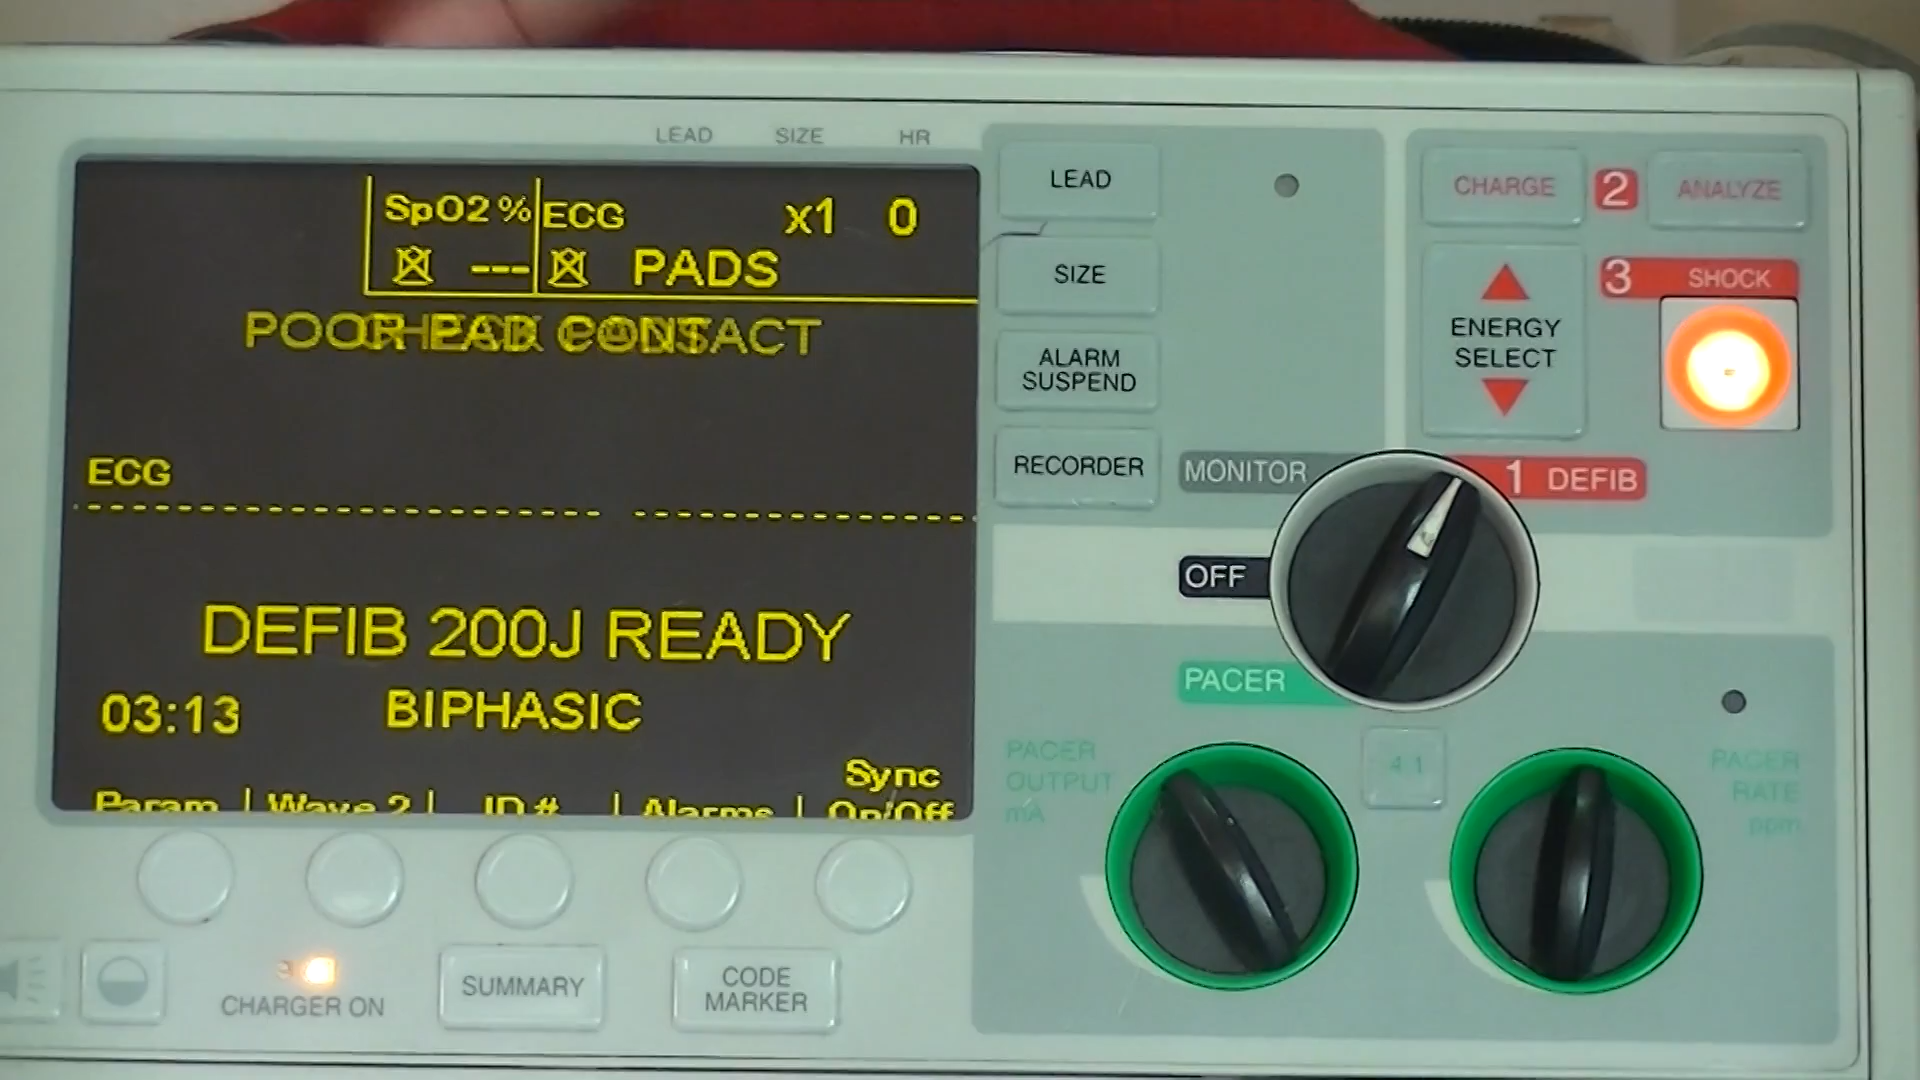 LEAD SIZE HR
SpO2 % ECG x1 0
--- PADS
POOR PAD CONTACT
CHECK PADS
ECG
DEFIB 200J READY
03:13 BIPHASIC
Sync
Param | Wave 2 | ID # | Alarms | On/Off
CHARGER ON
SUMMARY
CODE
MARKER
LEAD
SIZE
ALARM
SUSPEND
RECORDER
CHARGE 2 ANALYZE
ENERGY
SELECT
3 SHOCK
MONITOR
1 DEFIB
OFF
PACER
PACER
OUTPUT
mA
4:1
PACER
RATE
ppm